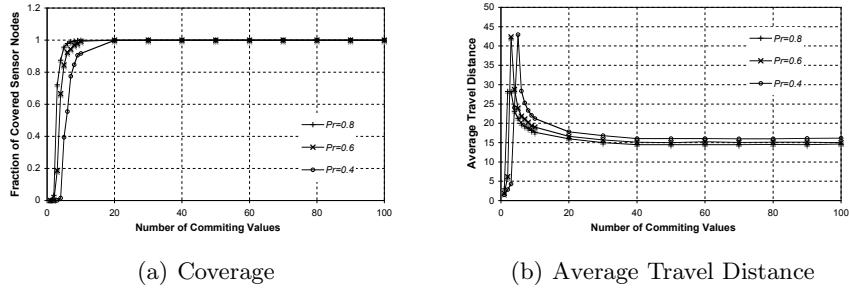 Fraction of Covered Sensor Nodes
1.2
1
0.8
0.6
0.4
0.2
0
Pr=0.8
Pr=0.6
Pr=0.4
0 20 40 60 80 100
Number of Commiting Values
(a) Coverage
Average Travel Distance
50
45
40
35
30
25
20
15
10
5
0
Pr=0.8
Pr=0.6
Pr=0.4
0 20 40 60 80 100
Number of Commiting Values
(b) Average Travel Distance